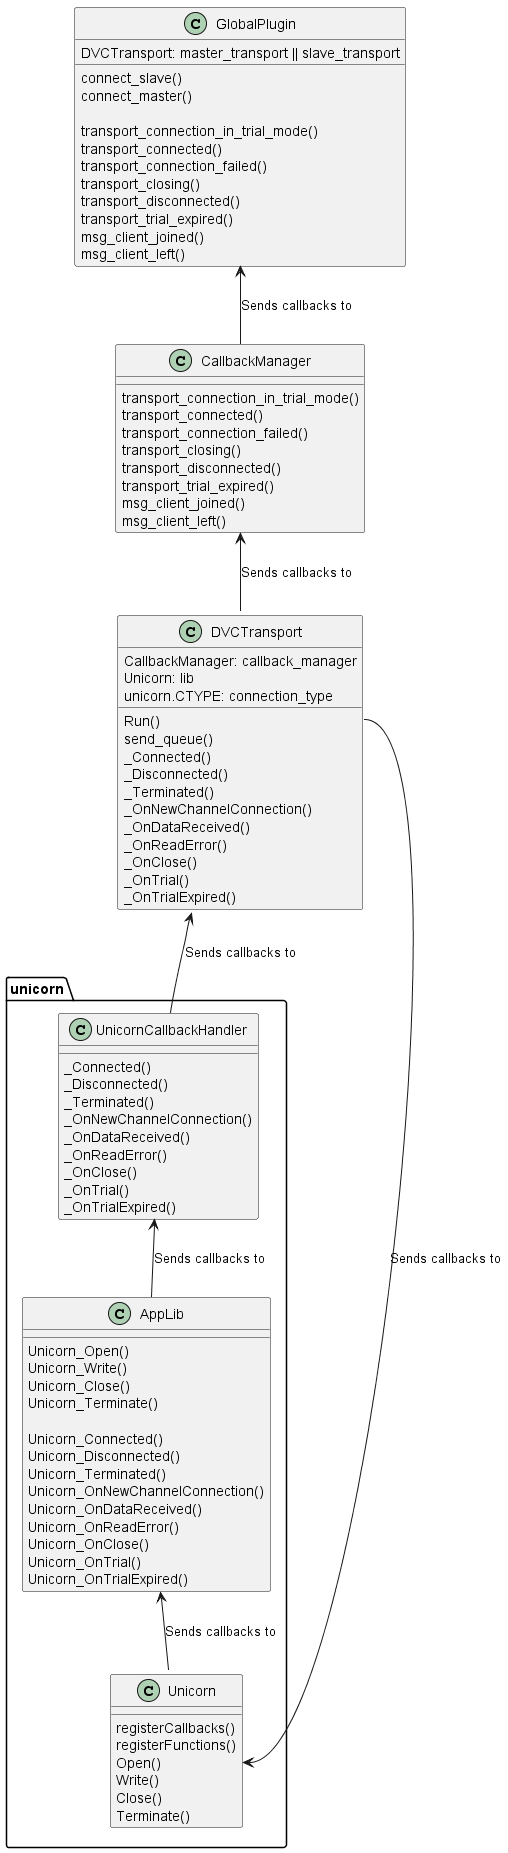 C GlobalPlugin
DVCTransport: master_transport || slave_transport
connect_slave()
connect_master()
transport_connection_in_trial_mode()
transport_connected()
transport_connection_failed()
transport_closing()
transport_disconnected()
transport_trial_expired()
msg_client_joined()
msg_client_left()
Sends callbacks to
C CallbackManager
transport_connection_in_trial_mode()
transport_connected()
transport_connection_failed()
transport_closing()
transport_disconnected()
transport_trial_expired()
msg_client_joined()
msg_client_left()
Sends callbacks to
C DVCTransport
CallbackManager: callback_manager
Unicorn: lib
unicorn.CTYPE: connection_type
Run()
send_queue()
_Connected()
_Disconnected()
_Terminated()
_OnNewChannelConnection()
_OnDataReceived()
_OnReadError()
_OnClose()
_OnTrial()
_OnTrialExpired()
Sends callbacks to
unicorn
C UnicornCallbackHandler
_Connected()
_Disconnected()
_Terminated()
_OnNewChannelConnection()
_OnDataReceived()
_OnReadError()
_OnClose()
_OnTrial()
_OnTrialExpired()
Sends callbacks to
Sends callbacks to
C AppLib
Unicorn_Open()
Unicorn_Write()
Unicorn_Close()
Unicorn_Terminate()
Unicorn_Connected()
Unicorn_Disconnected()
Unicorn_Terminated()
Unicorn_OnNewChannelConnection()
Unicorn_OnDataReceived()
Unicorn_OnReadError()
Unicorn_OnClose()
Unicorn_OnTrial()
Unicorn_OnTrialExpired()
Sends callbacks to
C Unicorn
registerCallbacks()
registerFunctions()
Open()
Write()
Close()
Terminate()